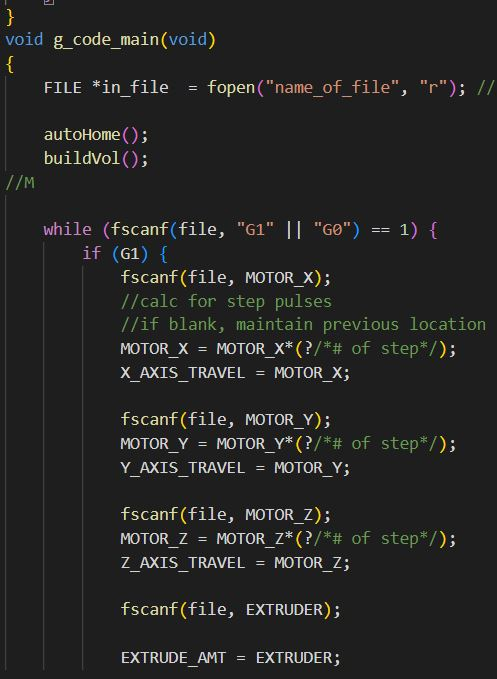 }
void g_code_main(void)
{
    FILE *in_file  = fopen("name_of_file", "r"); //

    autoHome();
    buildVol();
//M

    while (fscanf(file, "G1" || "G0") == 1) {
        if (G1) {
            fscanf(file, MOTOR_X);
            //calc for step pulses
            //if blank, maintain previous location
            MOTOR_X = MOTOR_X*(?/*# of step*/);
            X_AXIS_TRAVEL = MOTOR_X;

            fscanf(file, MOTOR_Y);
            MOTOR_Y = MOTOR_Y*(?/*# of step*/);
            Y_AXIS_TRAVEL = MOTOR_Y;

            fscanf(file, MOTOR_Z);
            MOTOR_Z = MOTOR_Z*(?/*# of step*/);
            Z_AXIS_TRAVEL = MOTOR_Z;

            fscanf(file, EXTRUDER);

            EXTRUDE_AMT = EXTRUDER;